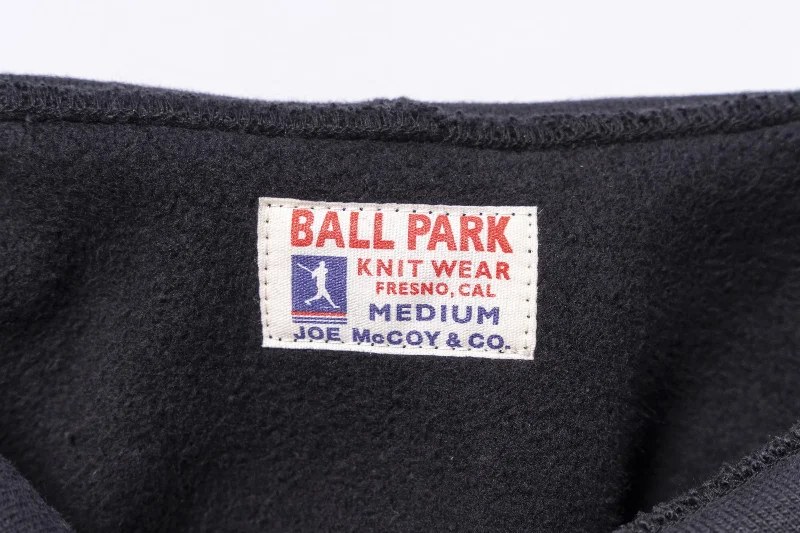 BALL PARK
KNIT WEAR
FRESNO, CAL
MEDIUM
JOE McCOY & CO.